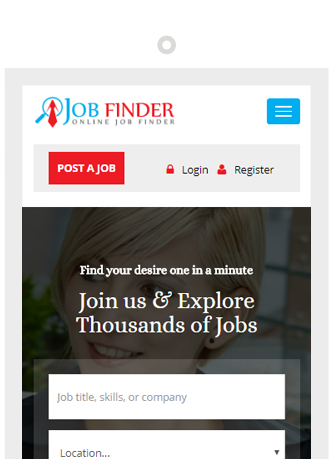 JOB FINDER
ONLINE JOB FINDER
POST A JOB
Login
Register
Find your desire one in a minute
Join us & Explore
Thousands of Jobs
Job title, skills, or company
Location...